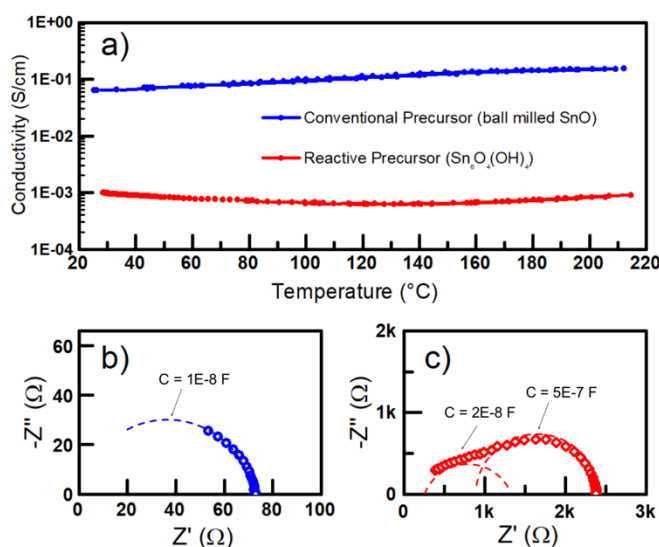 a)
Conductivity (S/cm)
1E+00
1E-01
1E-02
1E-03
1E-04
Conventional Precursor (ball milled SnO)
Reactive Precursor (Sn₆O₄(OH)₄)
20 40 60 80 100 120 140 160 180 200 220
Temperature (°C)
b)
-Z'' (Ω)
60
40
20
0
C = 1E-8 F
0 20 40 60 80 100
Z' (Ω)
c)
-Z'' (Ω)
2k
1k
0
C = 2E-8 F
C = 5E-7 F
0 1k 2k 3k
Z' (Ω)